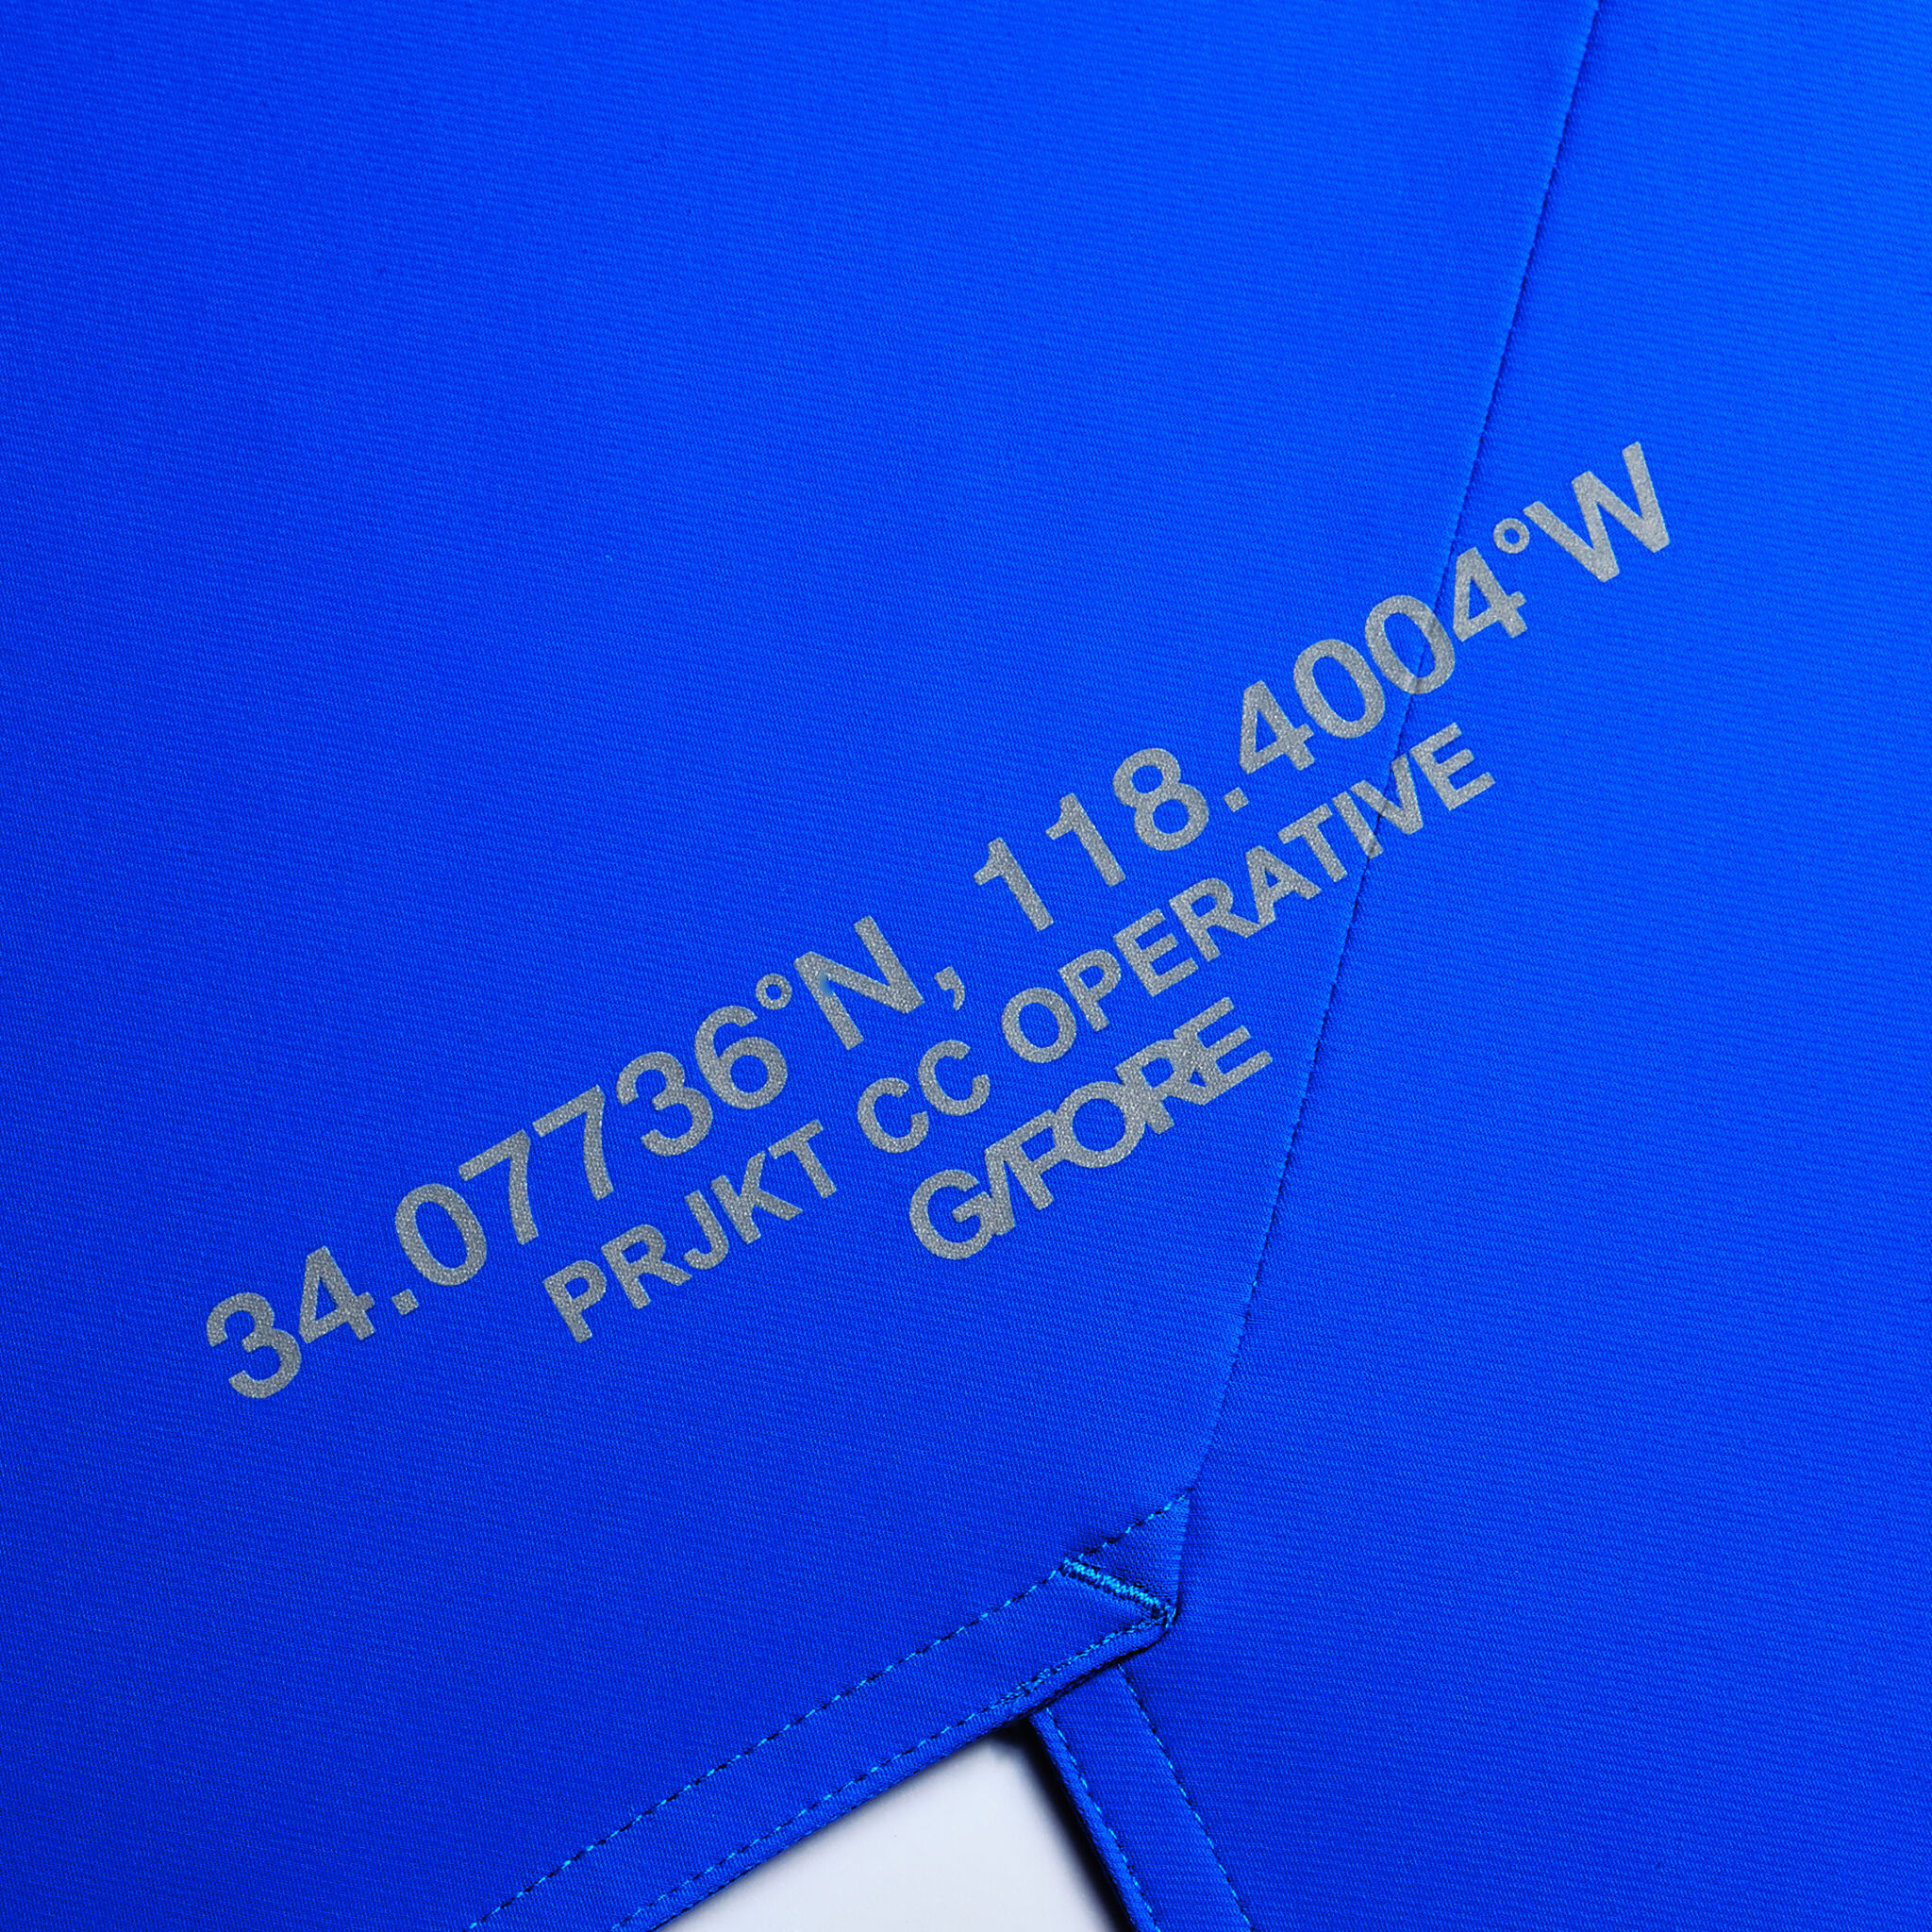 34.07736°N, 118.4004°W
PRJKT CC OPERATIVE
G/FORE